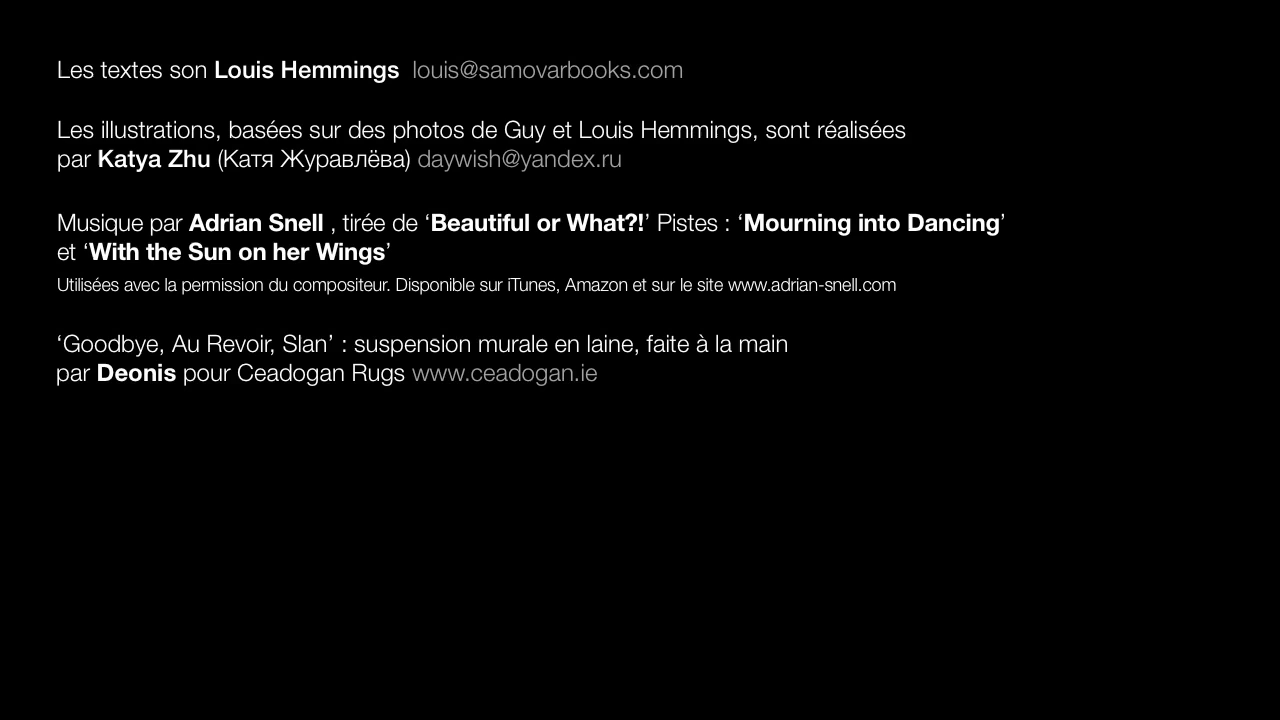 Les textes son Louis Hemmings louis@samovarbooks.com
Les illustrations, basées sur des photos de Guy et Louis Hemmings, sont réalisées
par Katya Zhu (Катя Журавлёва) daywish@yandex.ru
Musique par Adrian Snell , tirée de ‘Beautiful or What?!’ Pistes : ‘Mourning into Dancing’
et ‘With the Sun on her Wings’
Utilisées avec la permission du compositeur. Disponible sur iTunes, Amazon et sur le site www.adrian-snell.com
‘Goodbye, Au Revoir, Slan’ : suspension murale en laine, faite à la main
par Deonis pour Ceadogan Rugs www.ceadogan.ie